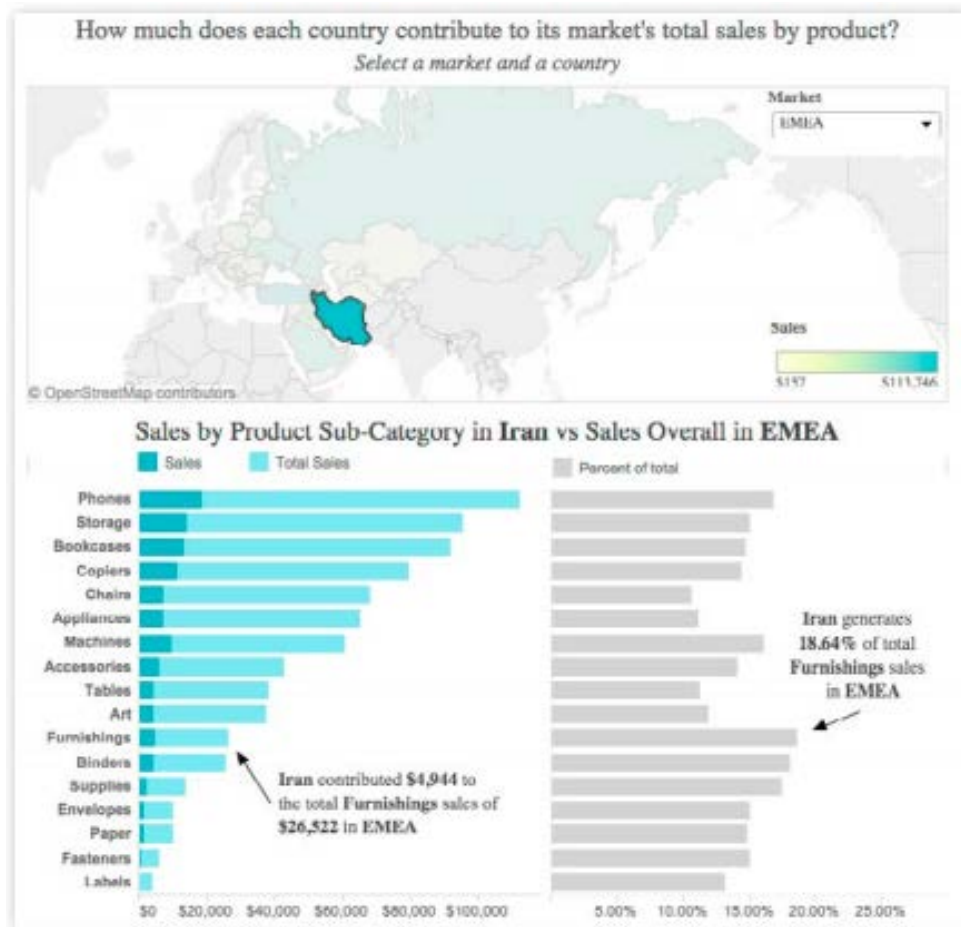 How much does each country contribute to its market's total sales by product?
Select a market and a country
Market
EMEA
Sales
$113,746
© OpenStreetMap contributors
Sales by Product Sub-Category in Iran vs Sales Overall in EMEA
Sales
Total Sales
Percent of total
Phones
Storage
Bookcases
Copiers
Chairs
Appliances
Machines
Accessories
Tables
Art
Furnishings
Binders
Supplies
Envelopes
Paper
Fasteners
Labels
Iran contributed $4,944 to
the total Furnishings sales of
$26,522 in EMEA
Iran generates
18.64% of total
Furnishings sales
in EMEA
$0 $20,000 $40,000 $60,000 $80,000 $100,000
5.00% 10.00% 15.00% 20.00% 25.00%